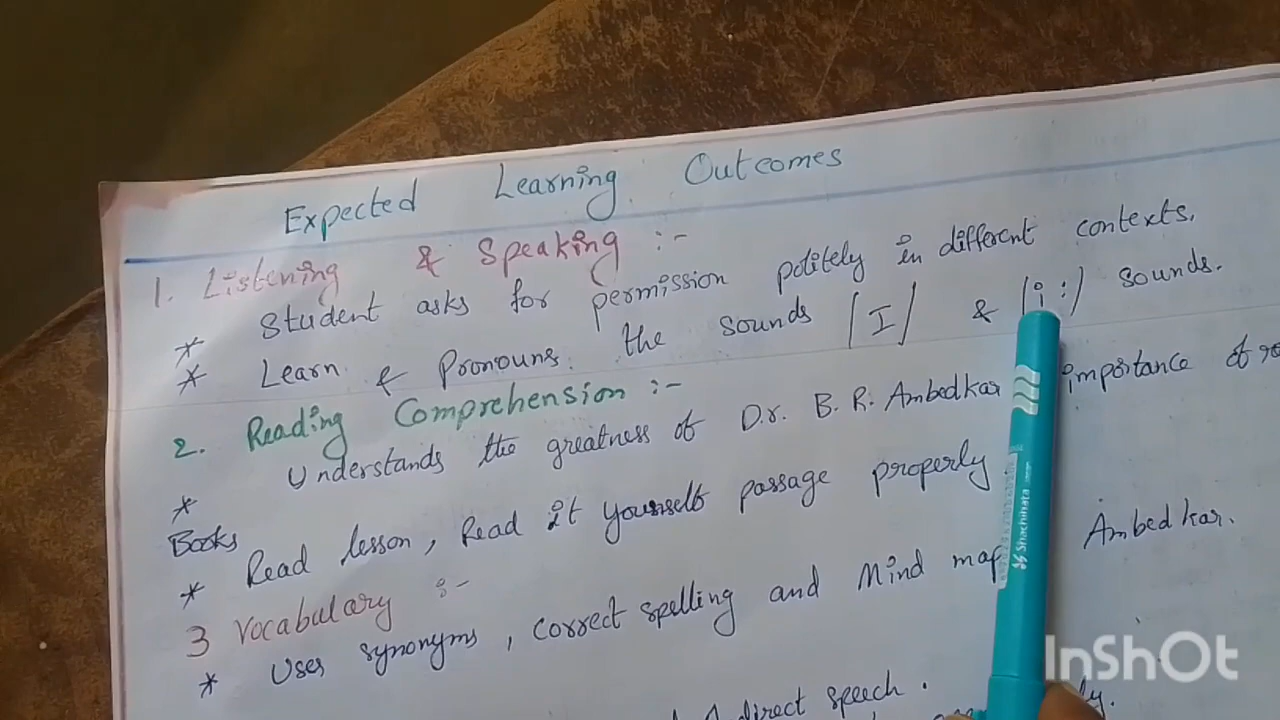 Expected Learning Outcomes
1. Listening & Speaking :-
* Student asks for permission politely in different contexts.
* Learn & Pronouns. the sounds /I/ & /i:/ sounds.
2. Reading Comprehension :-
* Understands the greatness of D.r. B. R. Ambedkar importance of
Books
* Read lesson, Read it yourself passage properly
3 Vocabulary :-
* Uses synonyms, correct spelling and Mind map Ambedkar.
direct speech.
Shachihata
InShOt